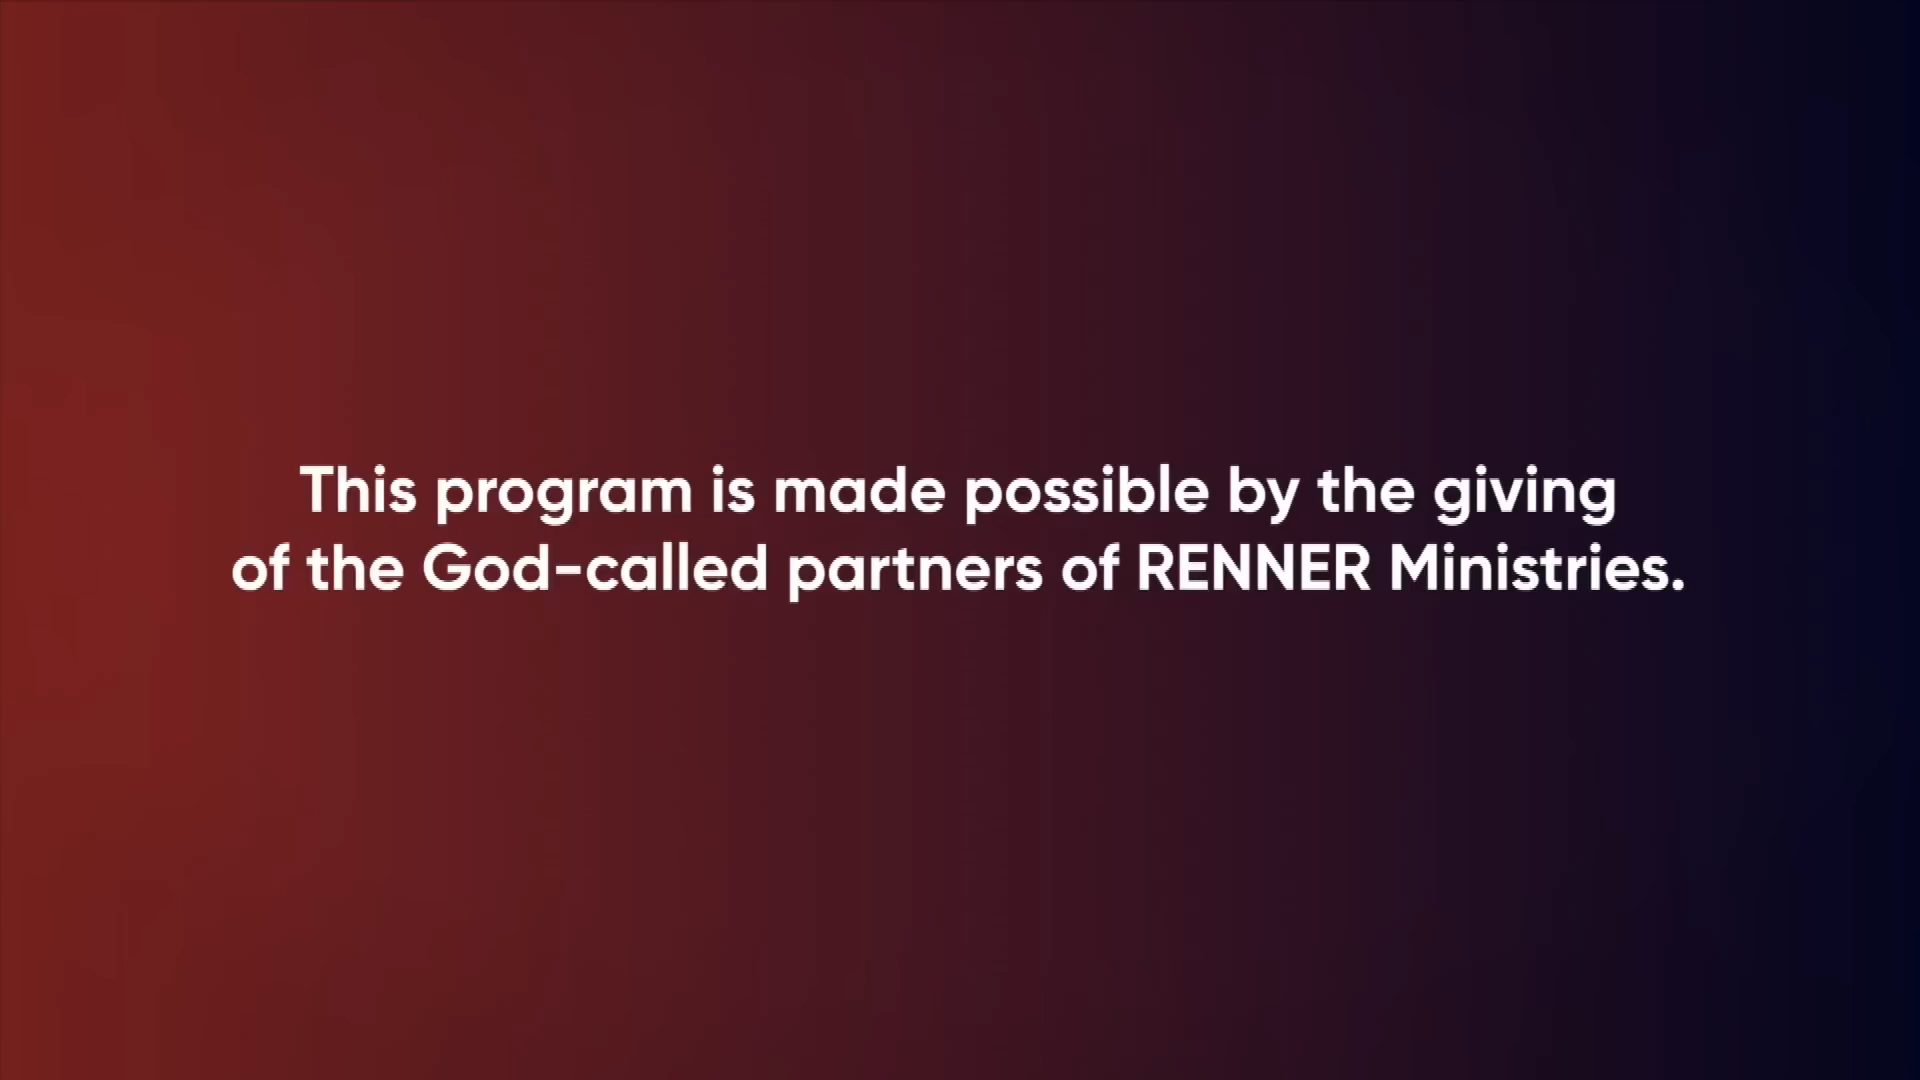 This program is made possible by the giving
of the God-called partners of RENNER Ministries.